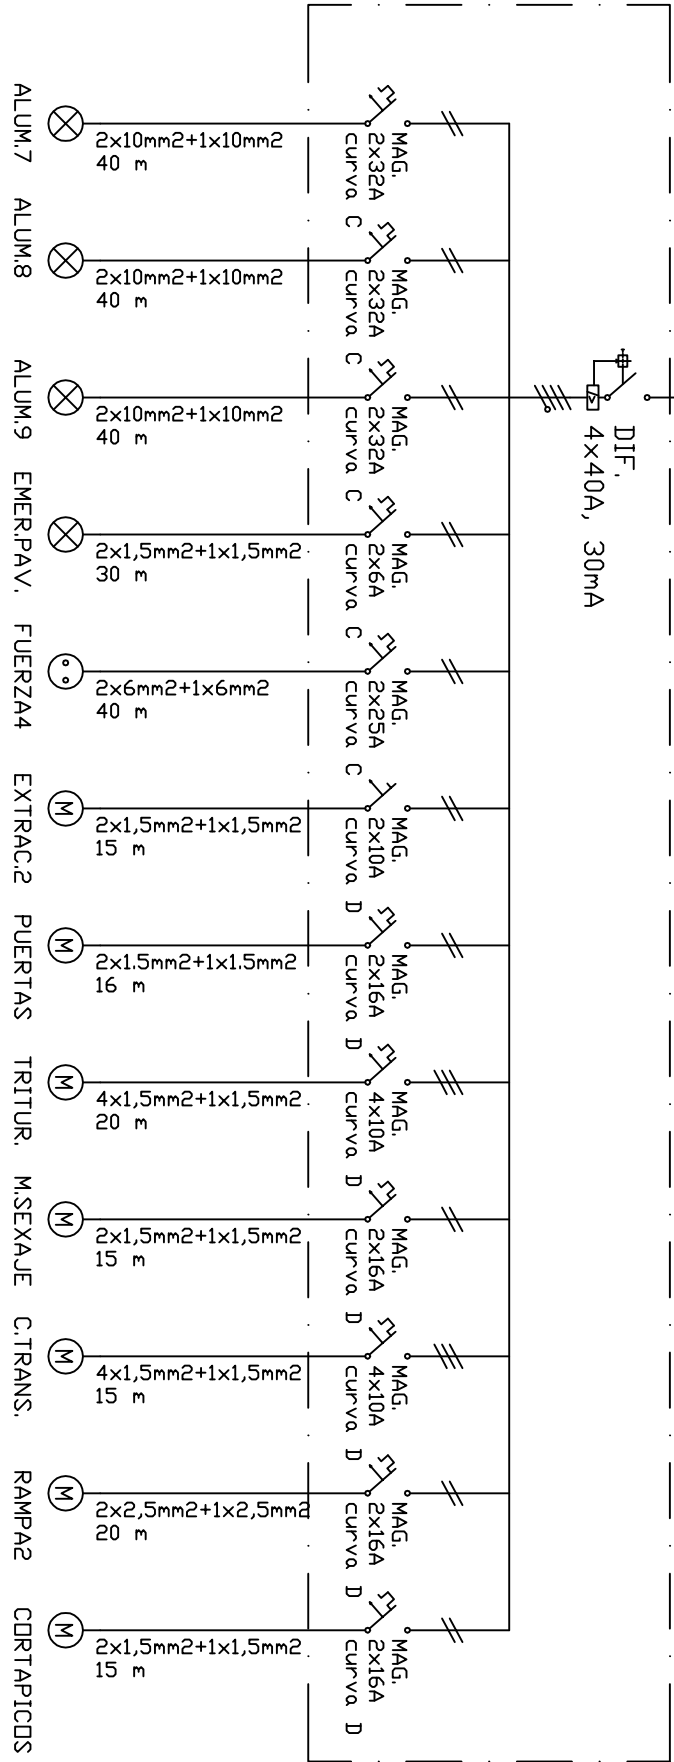 DIF.
4x40A, 30mA
MAG.
2x32A
curva C
2x10mm2+1x10mm2
40 m
ALUM.7
MAG.
2x32A
curva C
2x10mm2+1x10mm2
40 m
ALUM.8
MAG.
2x32A
curva C
2x10mm2+1x10mm2
40 m
ALUM.9
MAG.
2x6A
curva C
2x1,5mm2+1x1,5mm2
30 m
EMER.PAV.
MAG.
2x25A
curva C
2x6mm2+1x6mm2
40 m
FUERZA4
MAG.
2x10A
curva D
2x1,5mm2+1x1,5mm2
15 m
M
EXTRAC.2
MAG.
2x16A
curva D
2x1.5mm2+1x1.5mm2
16 m
M
PUERTAS
MAG.
4x10A
curva D
4x1,5mm2+1x1,5mm2
20 m
M
TRITUR.
MAG.
2x16A
curva D
2x1,5mm2+1x1,5mm2
15 m
M
M.SEXAJE
MAG.
4x10A
curva D
4x1,5mm2+1x1,5mm2
15 m
M
C.TRANS.
MAG.
2x16A
curva D
2x2,5mm2+1x2,5mm2
20 m
M
RAMPA2
MAG.
2x16A
curva D
2x1,5mm2+1x1,5mm2
15 m
M
CORTAPICOS